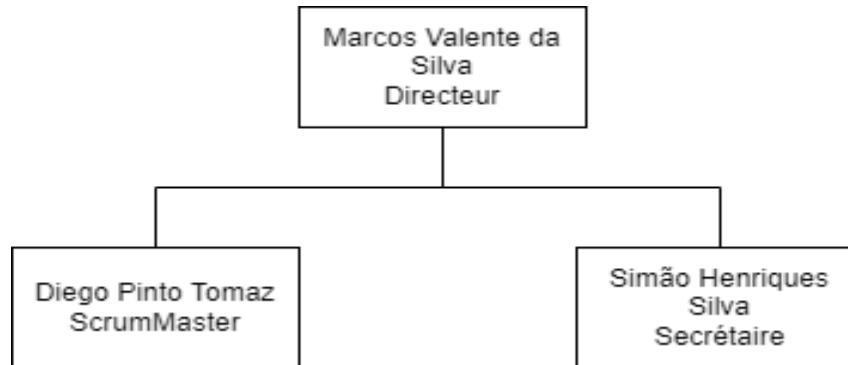 Marcos Valente da
Silva
Directeur
Diego Pinto Tomaz
ScrumMaster
Simão Henriques
Silva
Secrétaire